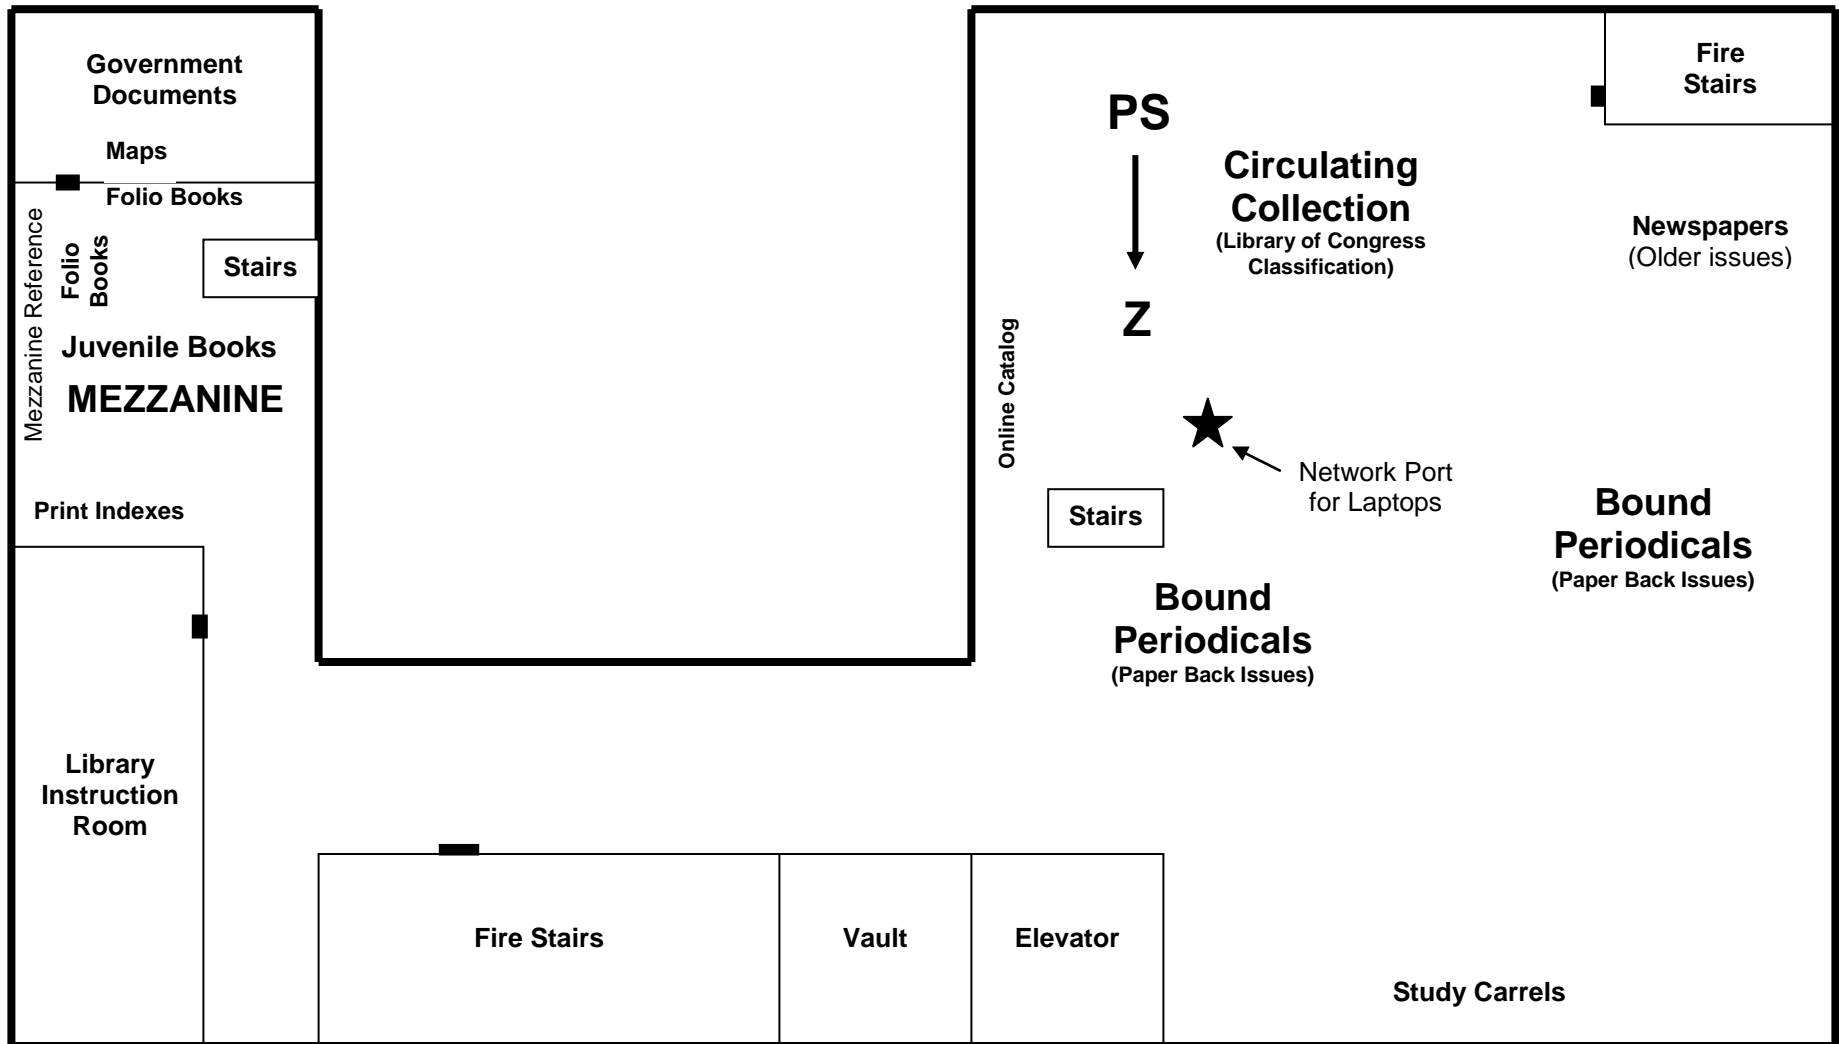 Government
Documents
Maps
Folio Books
Mezzanine Reference
Folio
Books
Stairs
Juvenile Books
MEZZANINE
Print Indexes
Library
Instruction
Room
Fire Stairs
Vault
Elevator
PS
Z
Circulating
Collection
(Library of Congress
Classification)
Online Catalog
Network Port
for Laptops
Stairs
Bound
Periodicals
(Paper Back Issues)
Fire
Stairs
Newspapers
(Older issues)
Bound
Periodicals
(Paper Back Issues)
Study Carrels